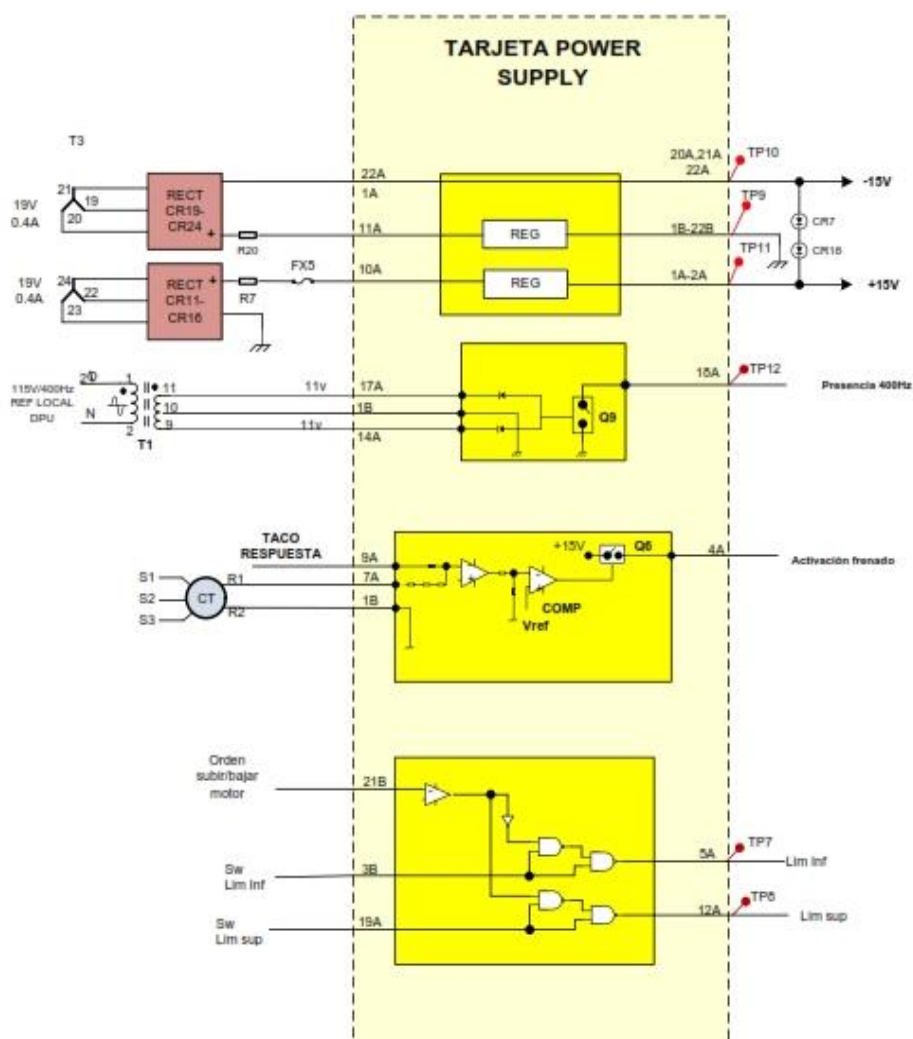 TARJETA POWER
SUPPLY
T3
21
19
20
19V
0.4A
RECT
CR19-
CR24
+
R20
22A
1A
11A
REG
20A,21A
22A
TP10
-15V
TP9
1B-22B
CR7
CR16
TP11
1A-2A
+15V
24
22
23
19V
0.4A
RECT
CR11-
CR16
+
R7
FX5
10A
REG
115V/400Hz
REF LOCAL
DPU
N
1
2
11
10
9
T1
11v
11v
17A
1B
14A
Q9
16A
TP12
Presencia 400Hz
TACO
RESPUESTA
9A
7A
1B
S1
S2
S3
CT
R1
R2
+15V
Q6
COMP
Vref
4A
Activación frenado
Orden
subir/bajar
motor
21B
Sw
Lim Inf
3B
Sw
Lim sup
19A
5A
TP7
Lim Inf
12A
Lim sup